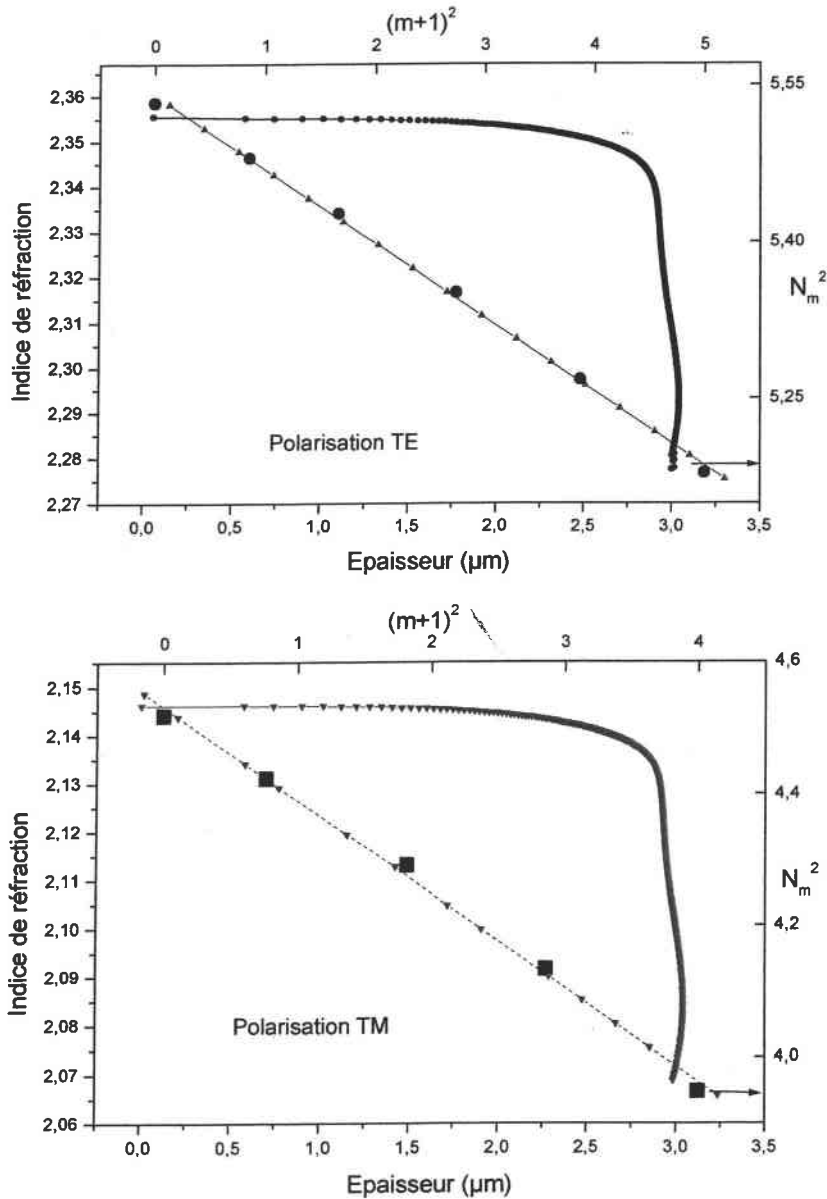 (m+1)²
0 1 2 3 4 5
Indice de réfraction
2,36
2,35
2,34
2,33
2,32
2,31
2,30
2,29
2,28
2,27
5,55
5,40
5,25
N_m²
Polarisation TE
0,0 0,5 1,0 1,5 2,0 2,5 3,0 3,5
Epaisseur (µm)
(m+1)²
0 1 2 3 4
Indice de réfraction
2,15
2,14
2,13
2,12
2,11
2,10
2,09
2,08
2,07
2,06
4,6
4,4
4,2
4,0
N_m²
Polarisation TM
0,0 0,5 1,0 1,5 2,0 2,5 3,0 3,5
Epaisseur (µm)